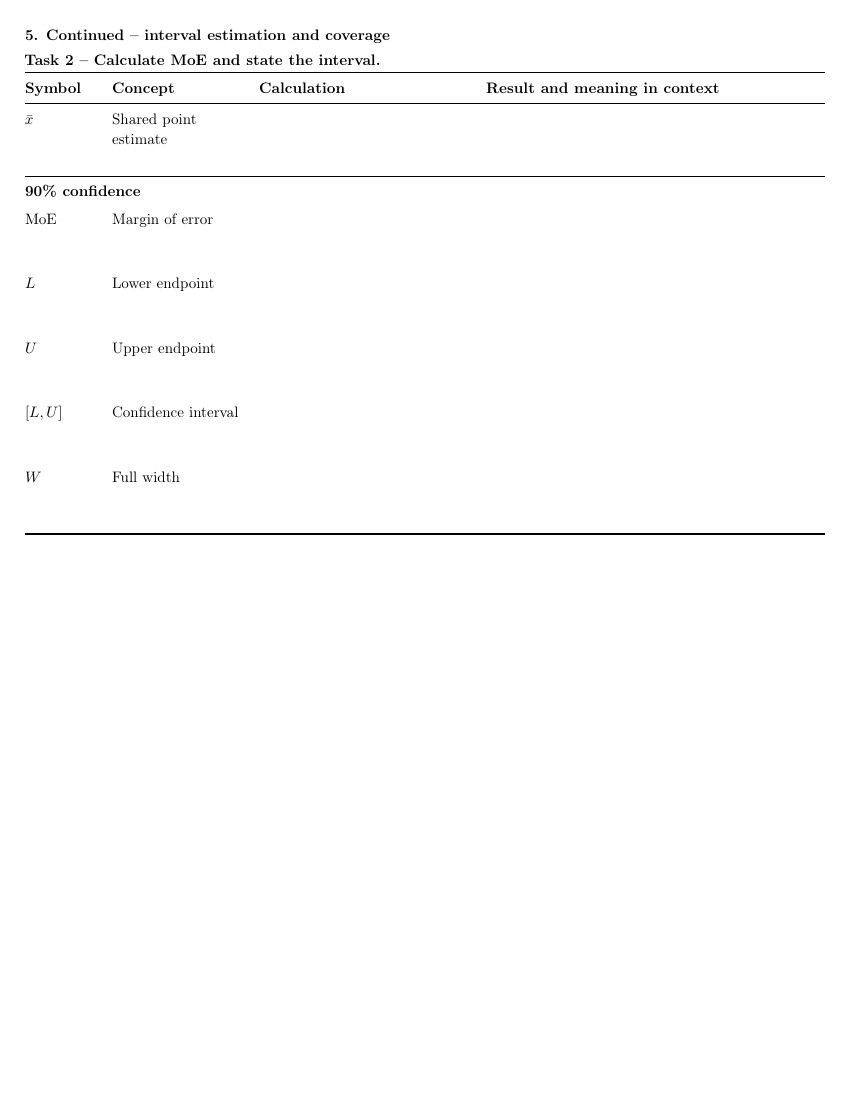 5. Continued – interval estimation and coverage
Task 2 – Calculate MoE and state the interval.
Symbol Concept Calculation Result and meaning in context
x̄ Shared point
estimate
90% confidence
MoE Margin of error
L Lower endpoint
U Upper endpoint
[L, U] Confidence interval
W Full width